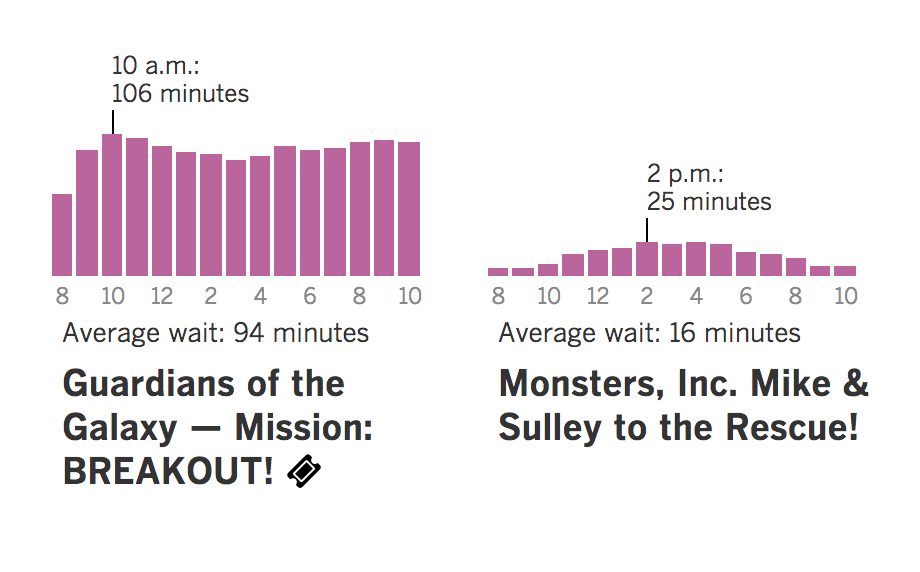 10 a.m.:
106 minutes
8 10 12 2 4 6 8 10
Average wait: 94 minutes
Guardians of the
Galaxy — Mission:
BREAKOUT!
2 p.m.:
25 minutes
8 10 12 2 4 6 8 10
Average wait: 16 minutes
Monsters, Inc. Mike &
Sulley to the Rescue!